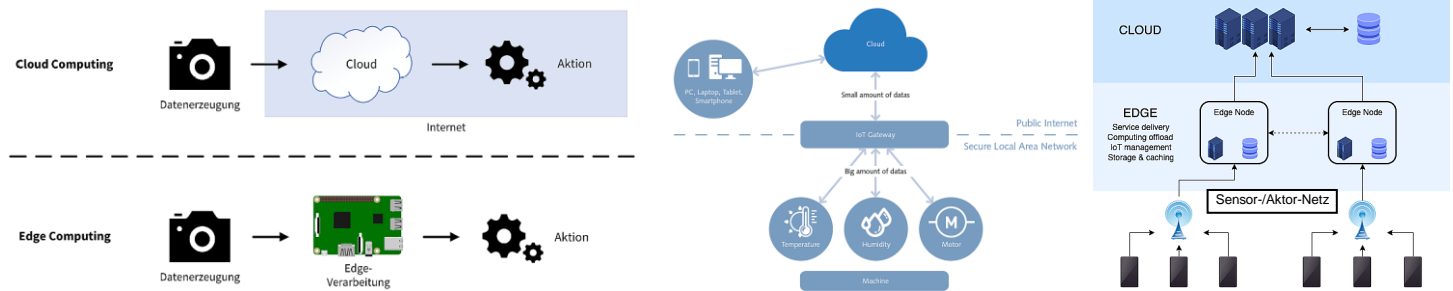 Cloud Computing
Datenerzeugung
Cloud
Aktion
Internet
Edge Computing
Datenerzeugung
Edge-
Verarbeitung
Aktion
Cloud
PC, Laptop, Tablet,
Smartphone
Small amount of datas
Public Internet
IoT Gateway
Secure Local Area Network
Big amount of datas
Temperature
Humidity
M
Motor
Machine
CLOUD
EDGE
Service delivery
Computing offload
IoT management
Storage & caching
Edge Node
Edge Node
Sensor-/Aktor-Netz